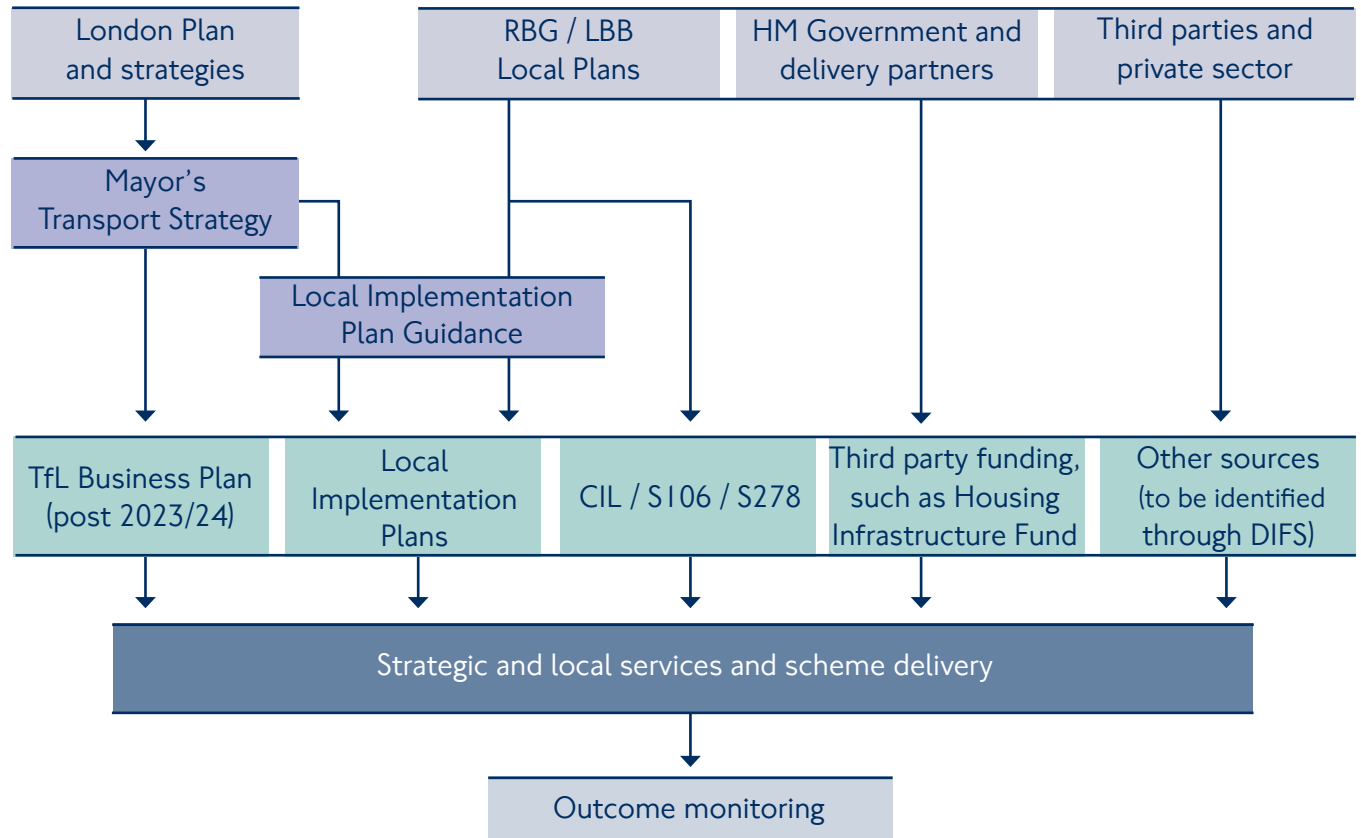 London Plan
and strategies
RBG / LBB
Local Plans
HM Government and
delivery partners
Third parties and
private sector
Mayor’s
Transport Strategy
Local Implementation
Plan Guidance
TfL Business Plan
(post 2023/24)
Local
Implementation
Plans
CIL / S106 / S278
Third party funding,
such as Housing
Infrastructure Fund
Other sources
(to be identified
through DIFS)
Strategic and local services and scheme delivery
Outcome monitoring